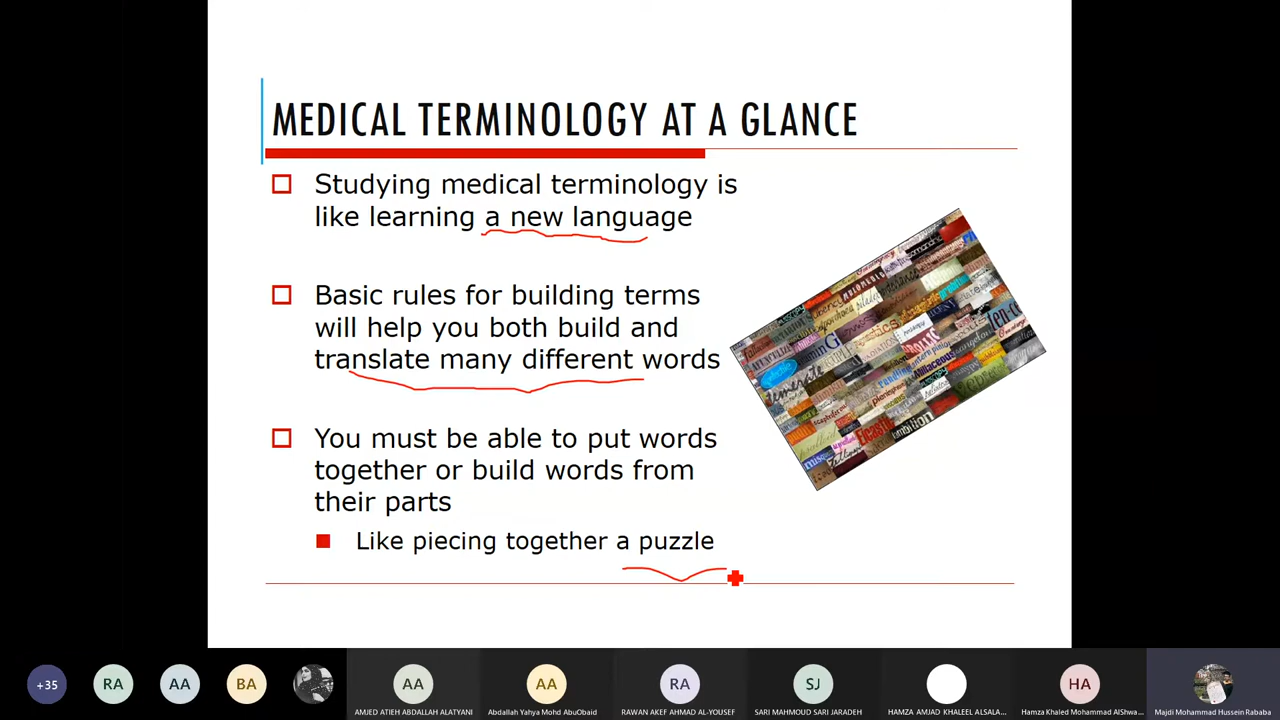 MEDICAL TERMINOLOGY AT A GLANCE
Studying medical terminology is
like learning a new language
Basic rules for building terms
will help you both build and
translate many different words
You must be able to put words
together or build words from
their parts
Like piecing together a puzzle
ambition
+35
RA
AA
BA
AA
AMJED ATIEH ABDALLAH ALATYANI
AA
Abdallah Yahya Mohd AbuObaid
RA
RAWAN AKEF AHMAD AL-YOUSEF
SJ
SARI MAHMOUD SARI JARADEH
HAMZA AMJAD KHALEEL ALSALA...
HA
Hamza Khaled Mohammad AlShwa...
Majdi Mohammad Hussein Rababa